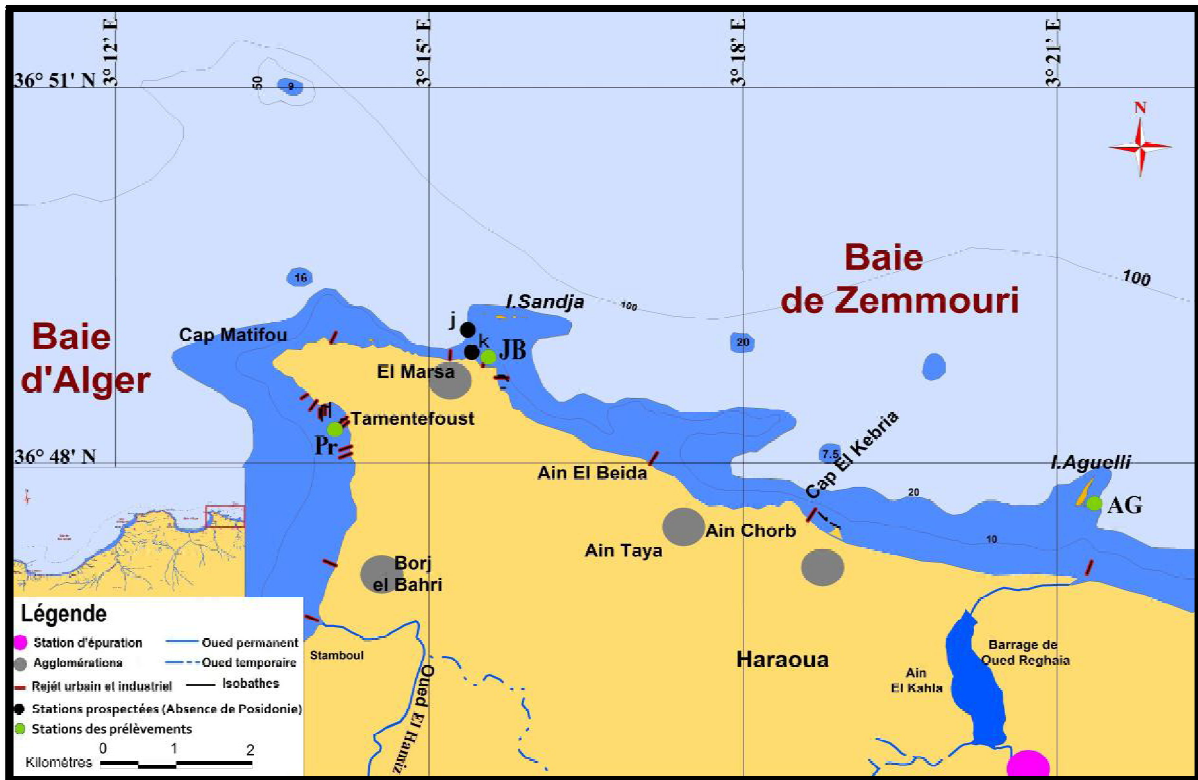 3° 12' E
3° 15' E
3° 18' E
3° 21' E
36° 51' N
50
9
N
Baie
de Zemmouri
100
16
I.Sandja
100
Cap Matifou
j
k
JB
20
Baie
d'Alger
El Marsa
Tamentefoust
Pr
36° 48' N
Ain El Beida
7.5
Cap El Kebria
I.Aguelli
20
AG
10
Ain Taya
Ain Chorb
Borj
el Bahri
Légende
Station d'épuration
Oued permanent
Agglomérations
Oued temporaire
Rejét urbain et industriel
Isobathes
Stations prospectées (Absence de Posidonie)
Stations des prélèvements
Kilométres
0 1 2
Stamboul
Oued El Hamiz
Haraoua
Barrage de
Oued Reghaia
Ain
El Kahla